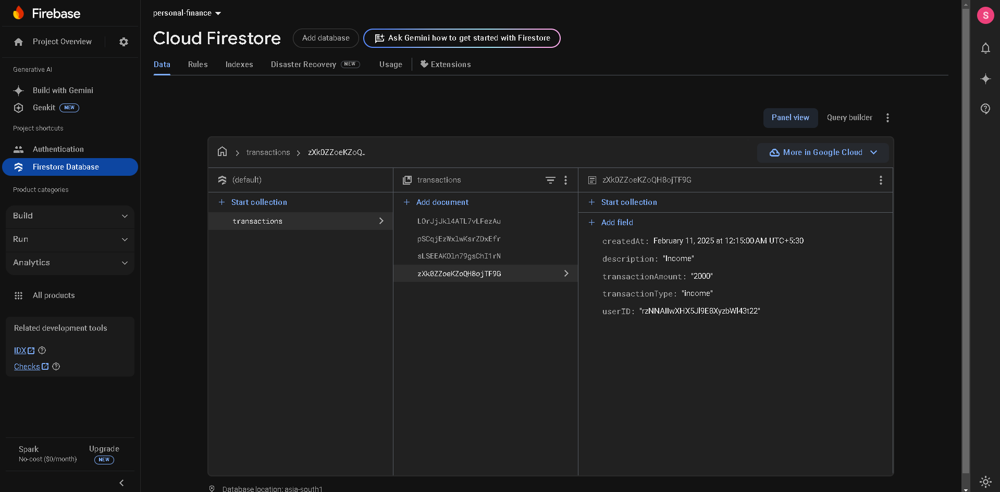 Firebase
Project Overview
Generative AI
Build with Gemini
Genkit NEW
Project shortcuts
Authentication
Firestore Database
Product categories
Build
Run
Analytics
All products
Related development tools
IDX
Checks
Spark
No-cost ($0/month)
Upgrade
NEW
personal-finance
Cloud Firestore
Add database
Ask Gemini how to get started with Firestore
Data Rules Indexes Disaster Recovery NEW Usage Extensions
S
Panel view Query builder
transactions zXk0ZZoeKZoQ..
More in Google Cloud
(default)
+ Start collection
transactions
transactions
+ Add document
LOrJjJkl4ATL7vLFezAu
pSCqjEzWxlwKsrZDxEfr
sLSEEAKOln79gsChI1rN
zXk0ZZoeKZoQH8ojTF9G
zXk0ZZoeKZoQH8ojTF9G
+ Start collection
+ Add field
createdAt: February 11, 2025 at 12:15:00 AM UTC+5:30
description: "Income"
transactionAmount: "2000"
transactionType: "income"
userID: "rzNNAIIwXHX5Jl9E8XyzbWl43t22"
Database location: asia-south1